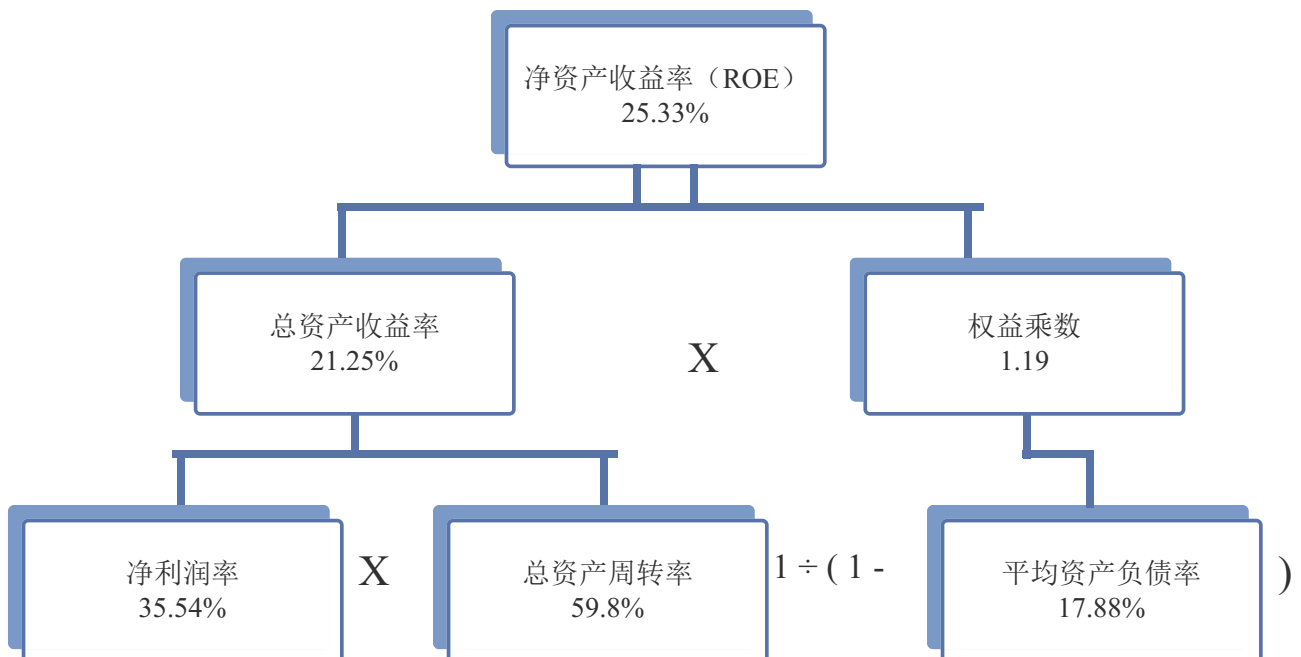 净资产收益率（ROE）
25.33%
总资产收益率
21.25%
X
权益乘数
1.19
净利润率
35.54%
X
总资产周转率
59.8%
1 ÷ ( 1 -
平均资产负债率
17.88%
)